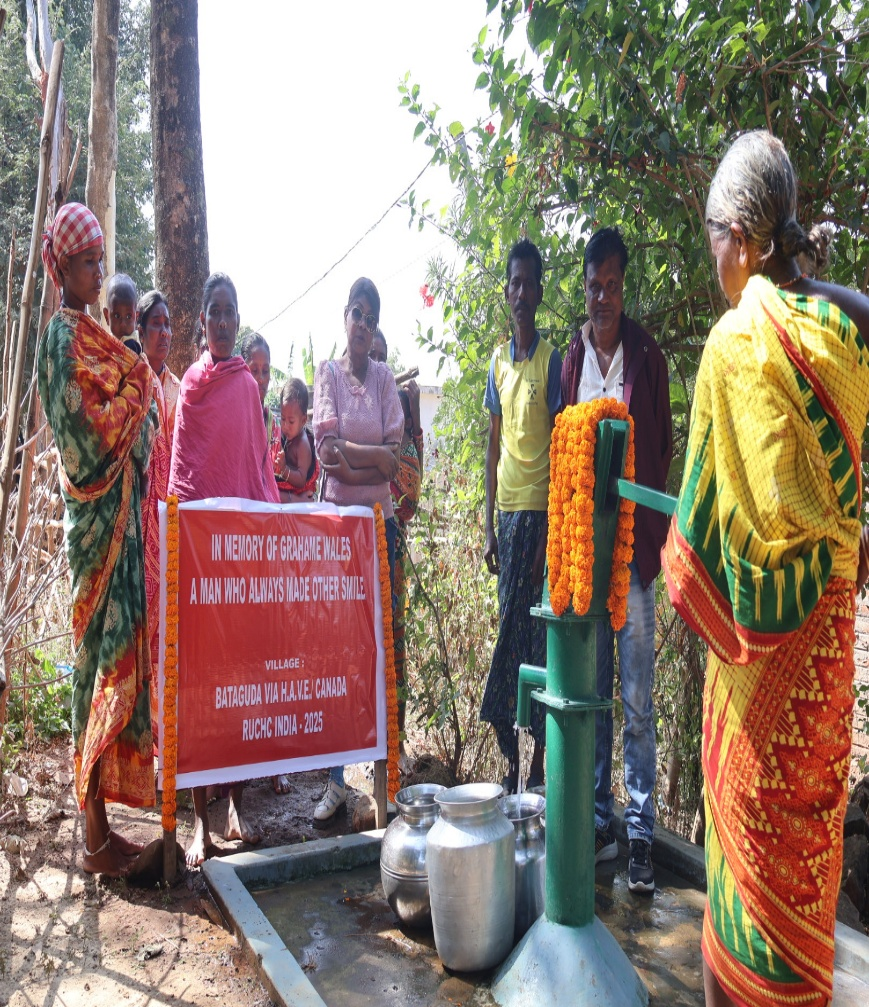 IN MEMORY OF GRAHAME WALES
A MAN WHO ALWAYS MADE OTHER SMILE
VILLAGE :
BATAGUDA VIA H.A.V.E./ CANADA
RUCHC INDIA - 2025